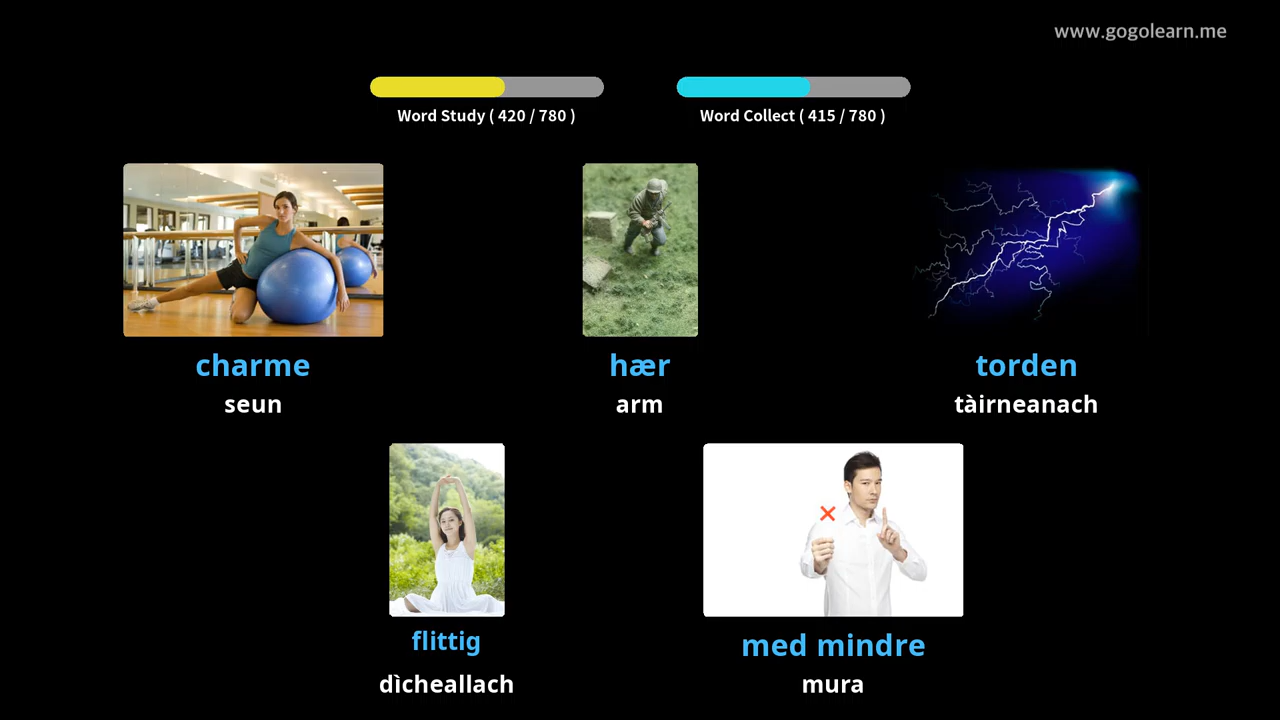 www.gogolearn.me
Word Study ( 420 / 780 )
Word Collect ( 415 / 780 )
charme
seun
hær
arm
torden
tàirneanach
flittig
dìcheallach
med mindre
mura